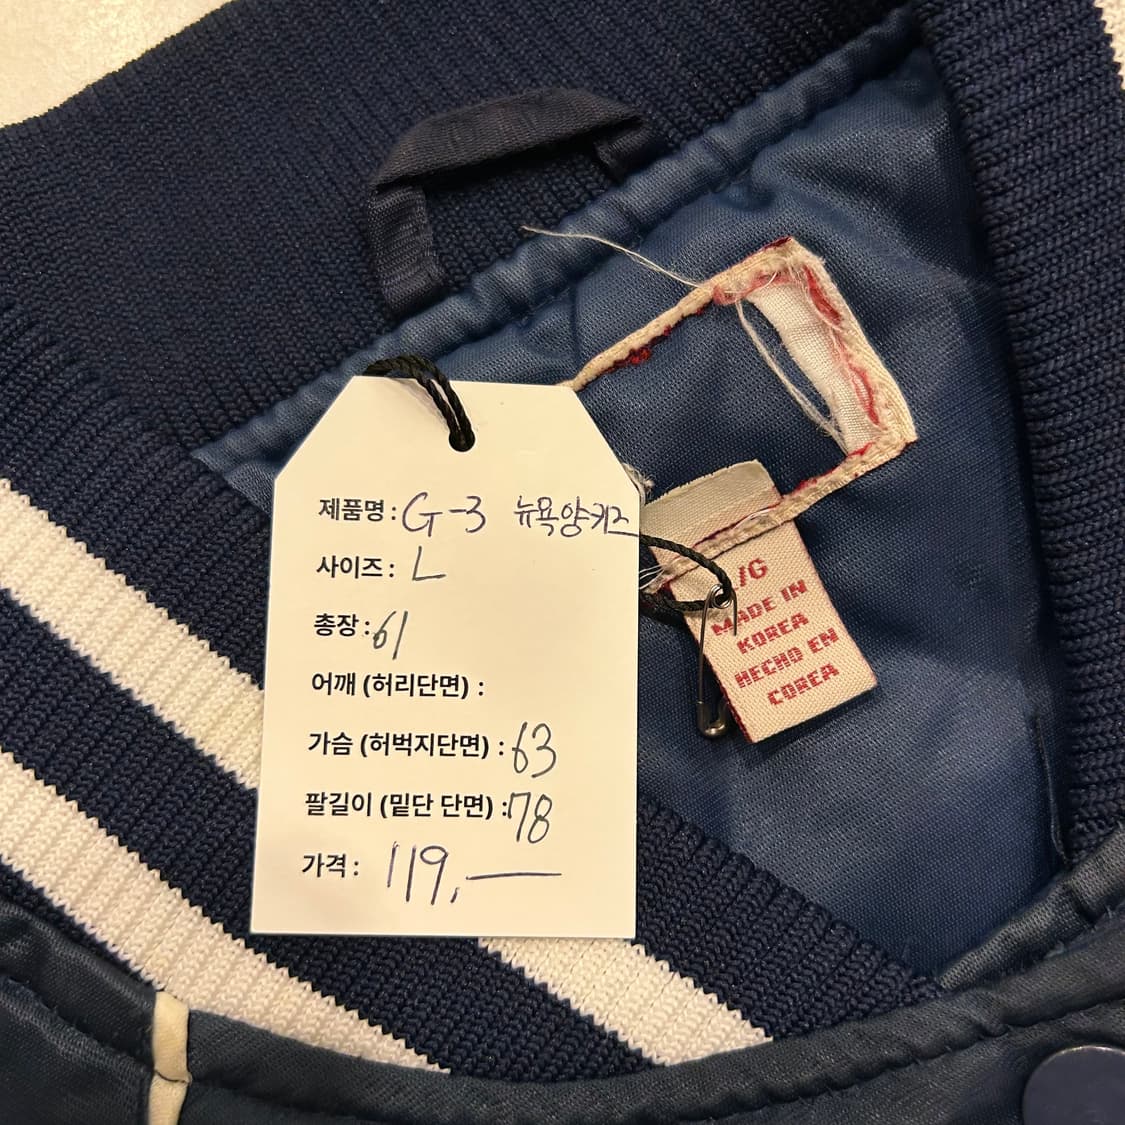 제품명 : G-3 뉴욕양키즈
사이즈 : L
총장 : 61
어깨 (허리단면) :
가슴 (허벅지단면) : 63
팔길이 (밑단 단면) : 78
가격 : 119,—
/G
MADE IN
KOREA
HECHO EN
COREA